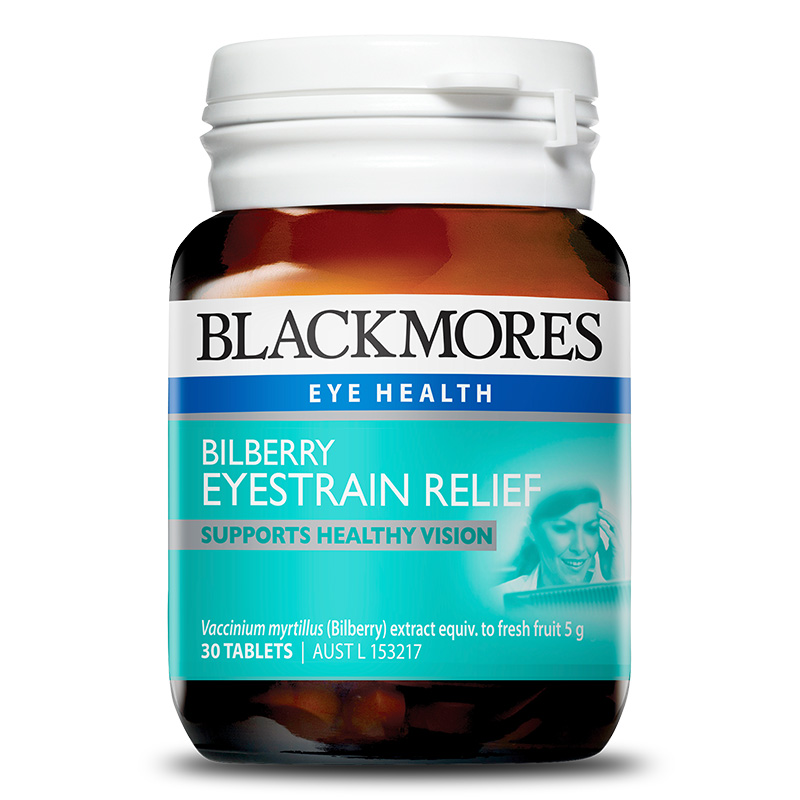 BLACKMORES
EYE HEALTH
BILBERRY
EYESTRAIN RELIEF
SUPPORTS HEALTHY VISION
Vaccinium myrtillus (Bilberry) extract equiv. to fresh fruit 5 g
30 TABLETS | AUST L 153217